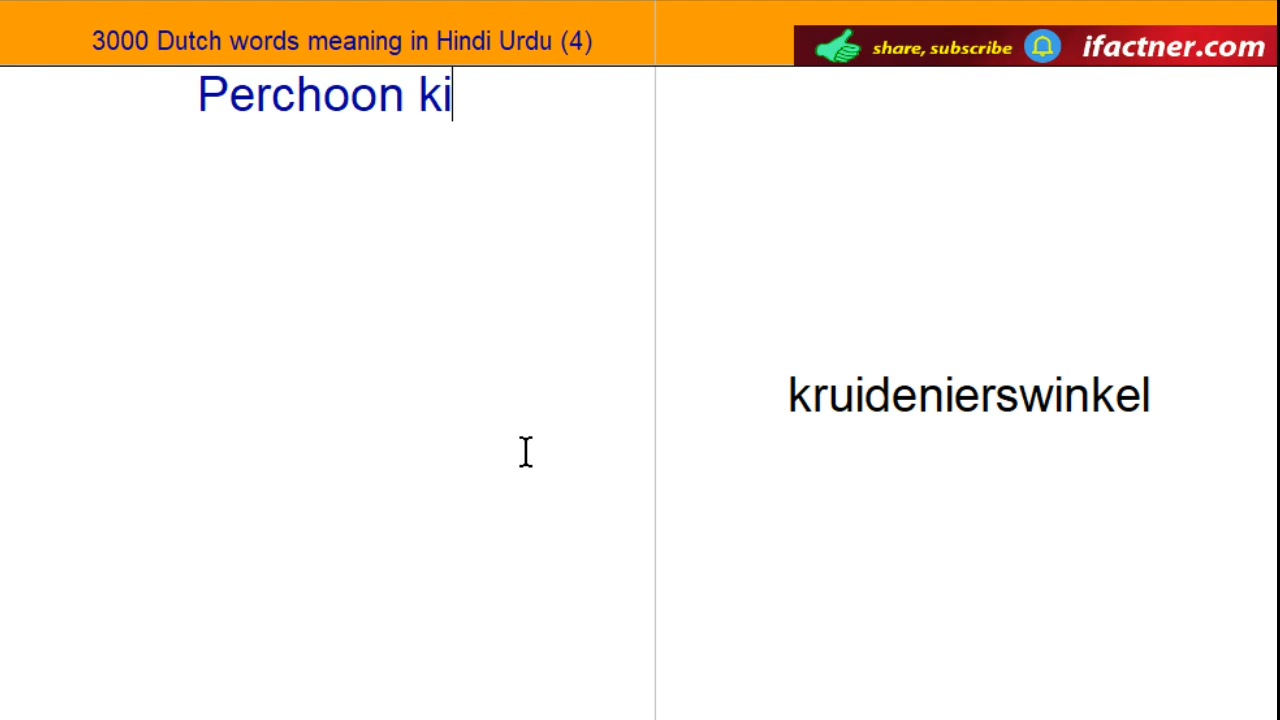 3000 Dutch words meaning in Hindi Urdu (4)
share, subscribe
ifactner.com
Perchoon ki
kruidenierswinkel